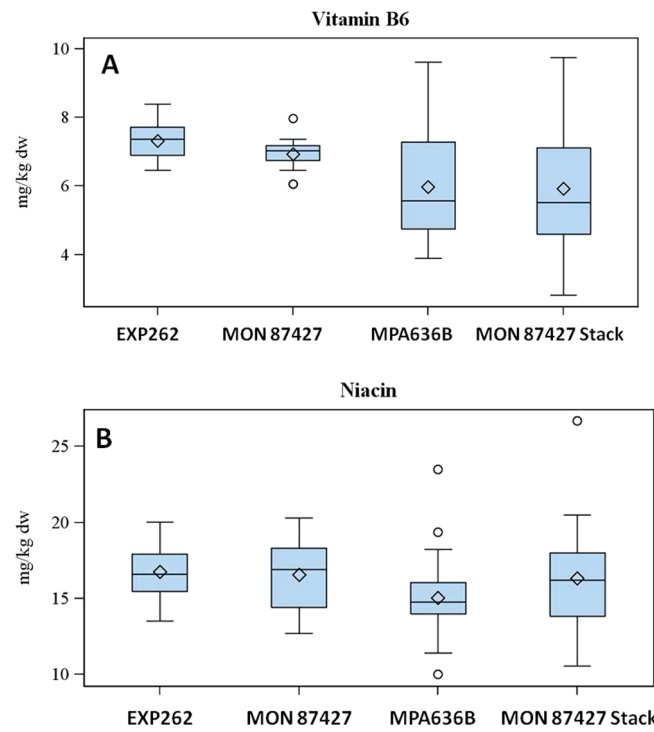 Vitamin B6
A
10
8
6
4
mg/kg dw
EXP262 MON 87427 MPA636B MON 87427 Stack
Niacin
B
25
20
15
10
mg/kg dw
EXP262 MON 87427 MPA636B MON 87427 Stack